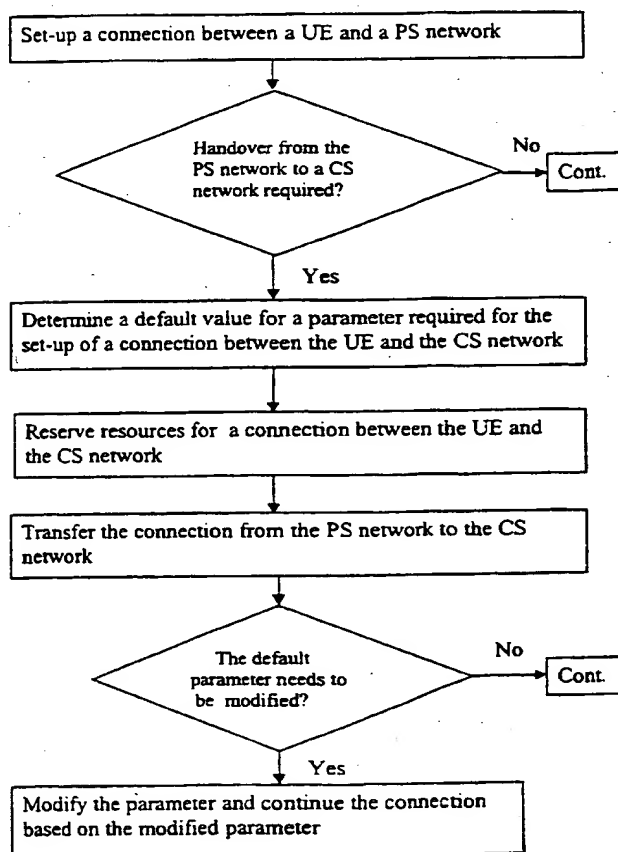 Set-up a connection between a UE and a PS network
Handover from the
PS network to a CS
network required?
No
Cont.
Yes
Determine a default value for a parameter required for the
set-up of a connection between the UE and the CS network
Reserve resources for a connection between the UE and
the CS network
Transfer the connection from the PS network to the CS
network
The default
parameter needs to
be modified?
No
Cont.
Yes
Modify the parameter and continue the connection
based on the modified parameter